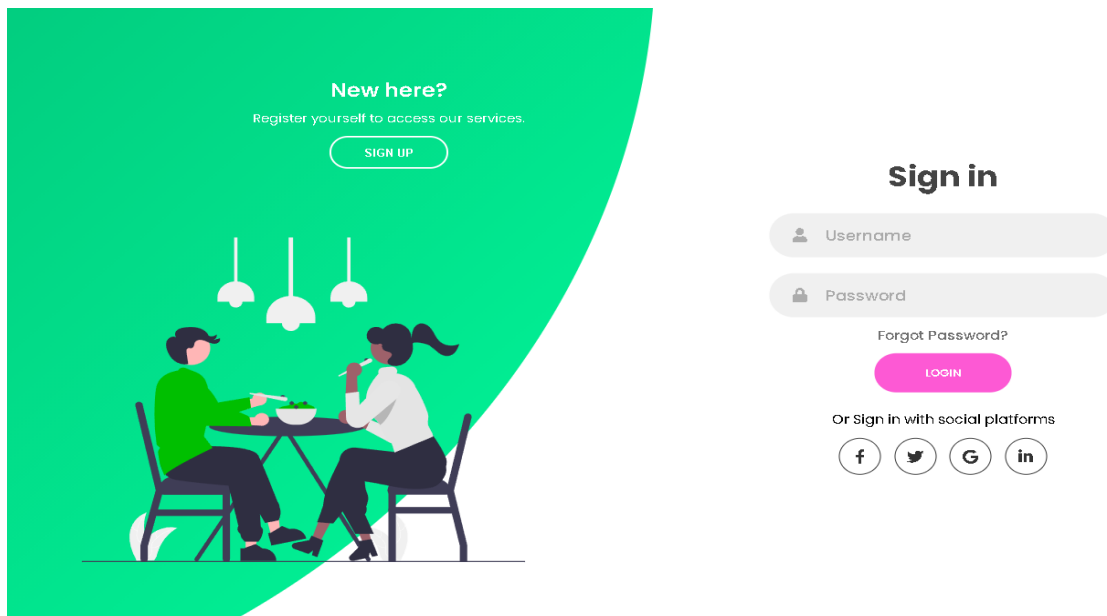 New here?
Register yourself to access our services.
SIGN UP
Sign in
Username
Password
Forgot Password?
LOGIN
Or Sign in with social platforms